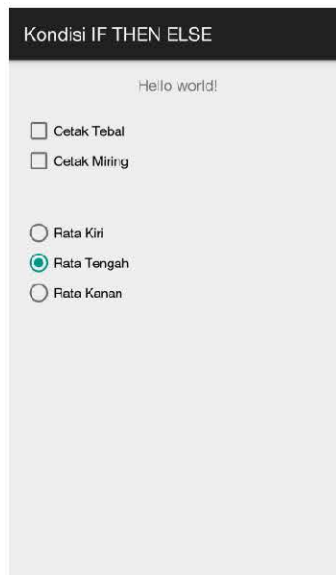 Kondisi IF THEN ELSE
Hello world!
Cetak Tebal
Cetak Miring
Rata Kiri
Rata Tengah
Rata Kanan